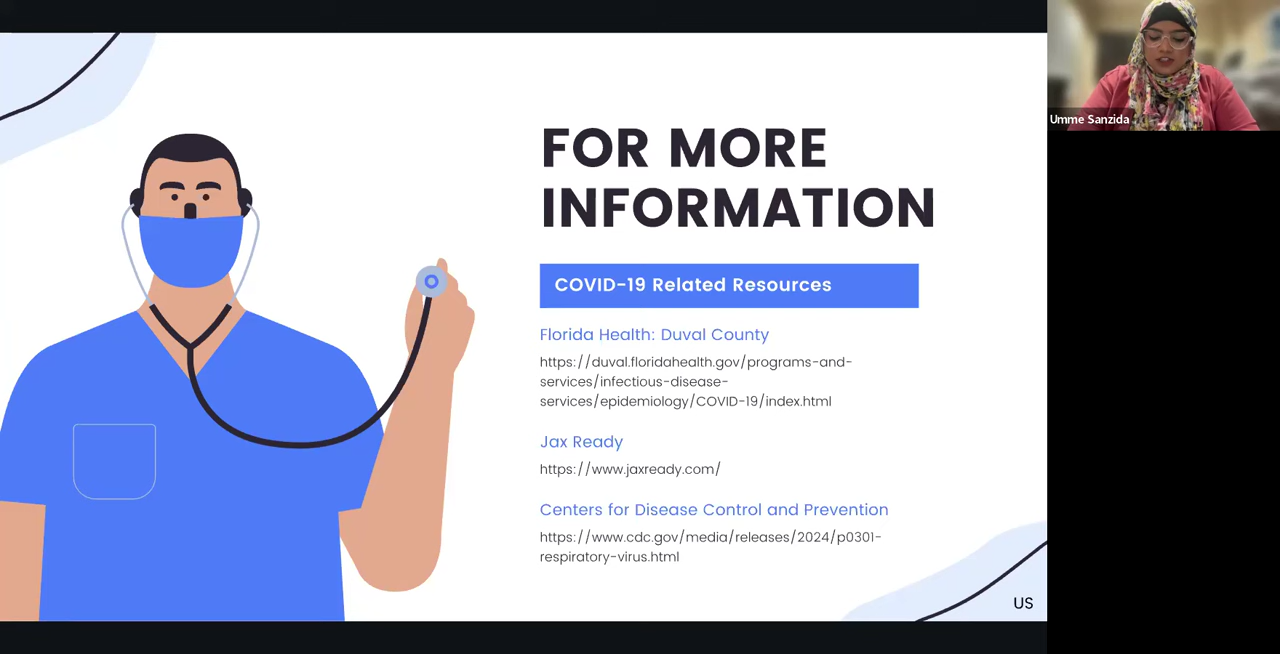 Umme Sanzida
FOR MORE
INFORMATION
COVID-19 Related Resources
Florida Health: Duval County
https://duval.floridahealth.gov/programs-and-
services/infectious-disease-
services/epidemiology/COVID-19/index.html
Jax Ready
https://www.jaxready.com/
Centers for Disease Control and Prevention
https://www.cdc.gov/media/releases/2024/p0301-
respiratory-virus.html
US